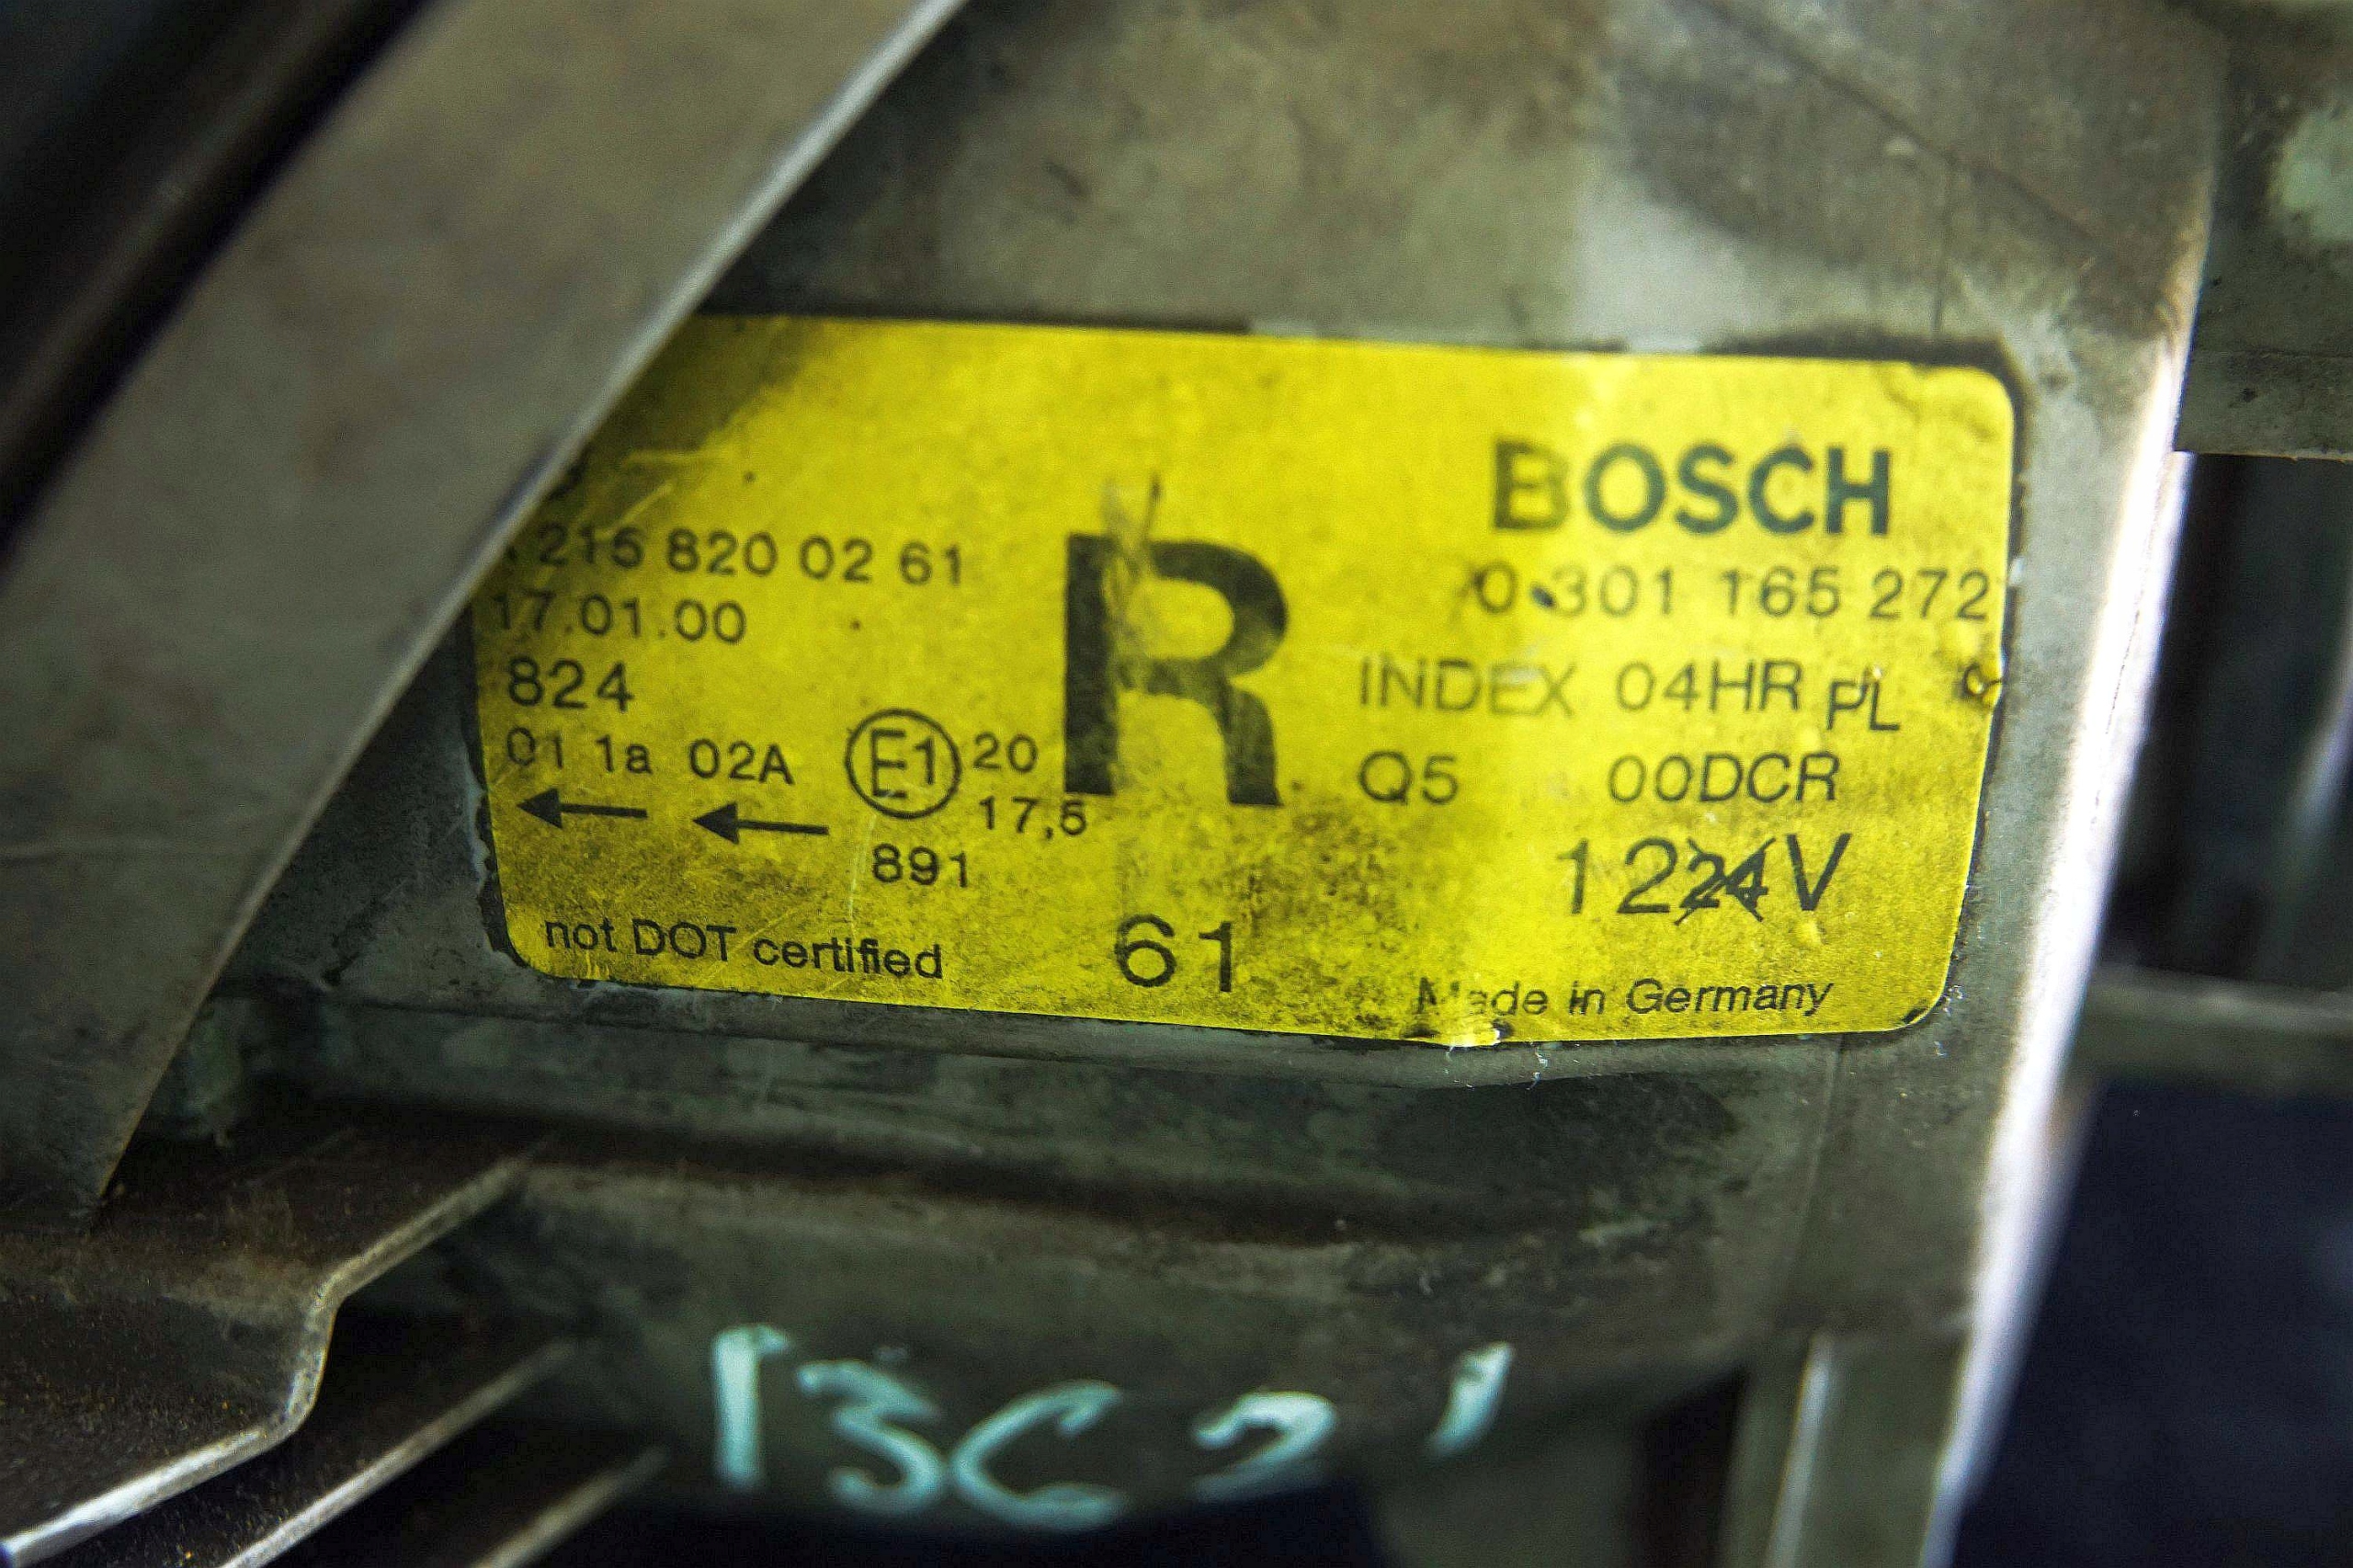 BOSCH
215 820 02 61
R
0 301 165 272
17.01.00
824
INDEX 04HR PL
01 1a 02A E1 20
Q5 00DCR
17,5
891
1224V
not DOT certified
61
Made in Germany